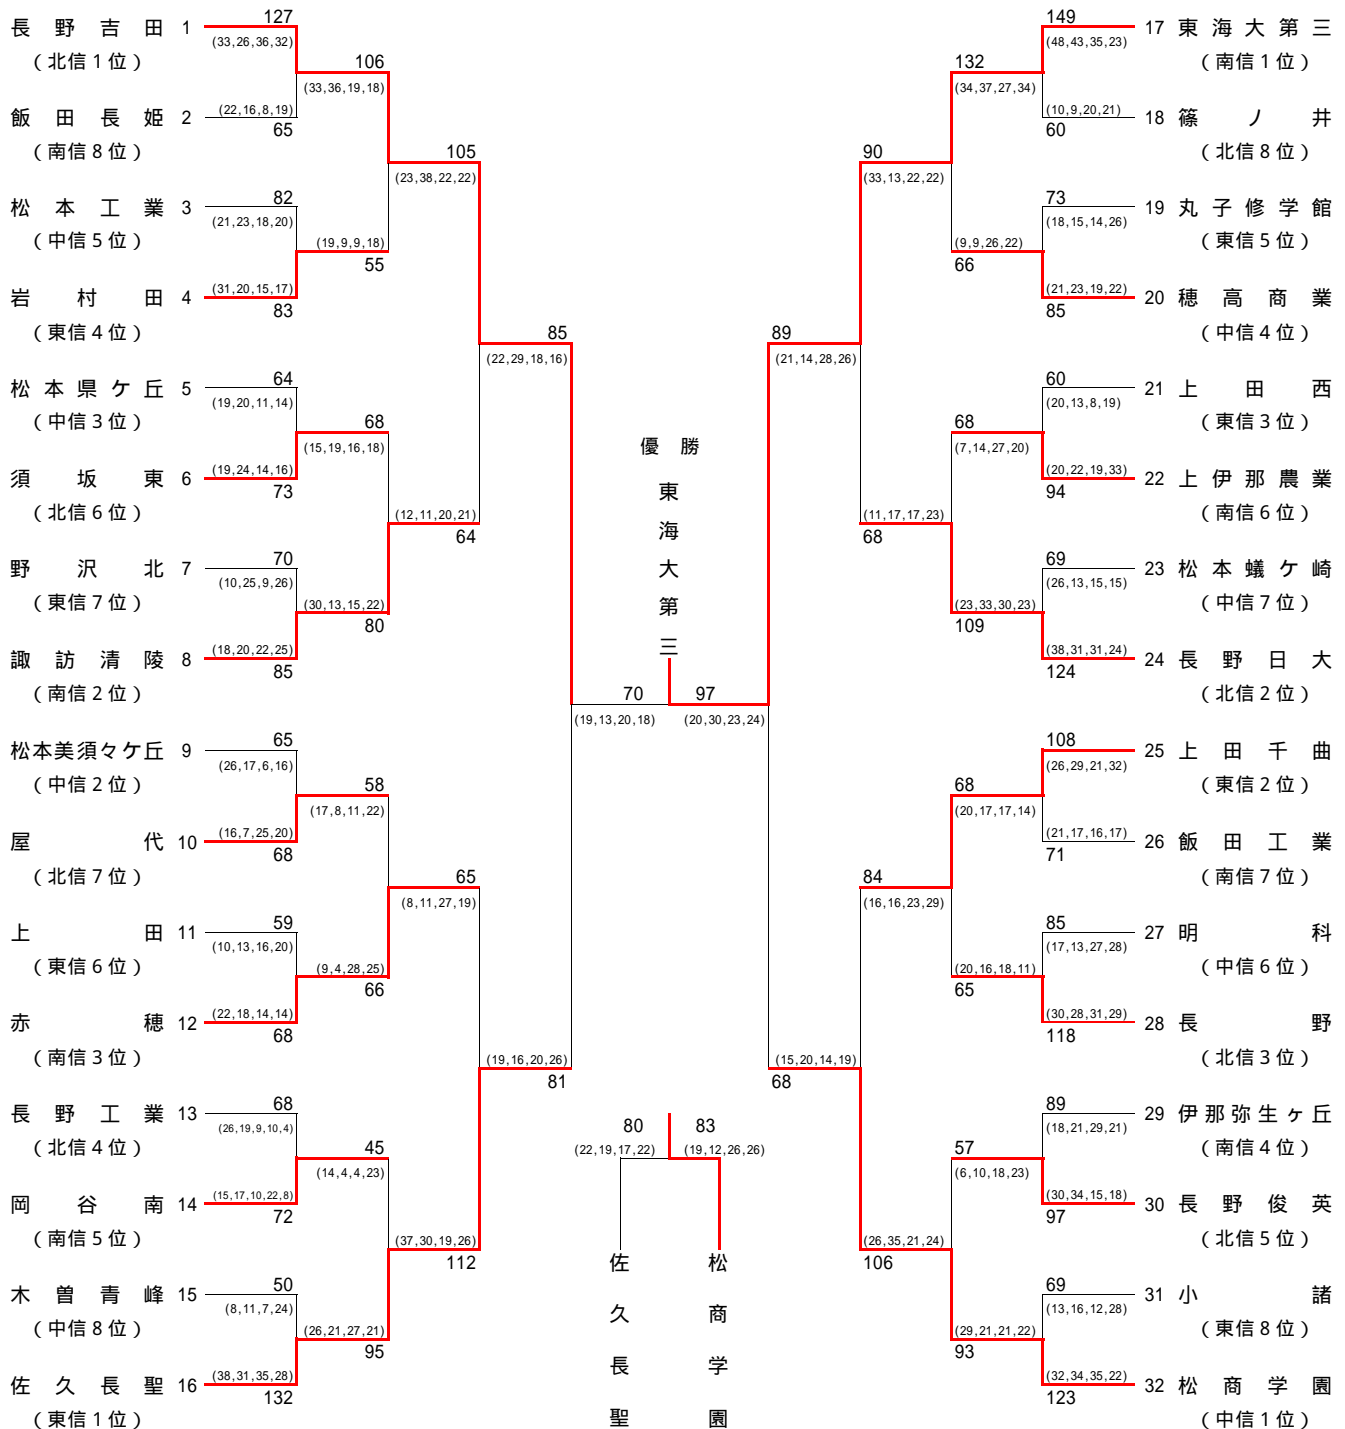 長野吉田 1 127
(33,26,36,32)
(北信1位)
106
(33,36,19,18)
(22,16,8,19)
飯田長姫 2 65
(南信8位)
105
(23,38,22,22)
松本工業 3 82
(21,23,18,20)
(中信5位)
(19,9,9,18)
55
(31,20,15,17)
岩村田 4 83
(東信4位)
85
(22,29,18,16)
松本県ケ丘 5 64
(19,20,11,14)
(中信3位)
68
(15,19,16,18)
(19,24,14,16)
須坂東 6 73
(北信6位)
(12,11,20,21)
64
野沢北 7 70
(10,25,9,26)
(東信7位)
(30,13,15,22)
80
(18,20,22,25)
諏訪清陵 8 85
(南信2位)
70
(19,13,20,18)
松本美須々ケ丘 9 65
(26,17,6,16)
(中信2位)
58
(17,8,11,22)
(16,7,25,20)
屋代 10 68
(北信7位)
65
(8,11,27,19)
上田 11 59
(10,13,16,20)
(東信6位)
(9,4,28,25)
66
(22,18,14,14)
赤穂 12 68
(南信3位)
(19,16,20,26)
81
長野工業 13 68
(26,19,9,10,4)
(北信4位)
45
(14,4,4,23)
(15,17,10,22,8)
岡谷南 14 72
(南信5位)
(37,30,19,26)
112
木曽青峰 15 50
(8,11,7,24)
(中信8位)
(26,21,27,21)
95
(38,31,35,28)
佐久長聖 16 132
(東信1位)
優勝
東海大第三
97
(20,30,23,24)
80 83
(22,19,17,22) (19,12,26,26)
佐久長聖
松商学園
149 17 東海大第三
(48,43,35,23)
(南信1位)
132
(34,37,27,34)
(10,9,20,21)
60 18 篠ノ井
(北信8位)
90
(33,13,22,22)
73 19 丸子修学館
(18,15,14,26)
(東信5位)
(9,9,26,22)
66
(21,23,19,22)
85 20 穂高商業
(中信4位)
89
(21,14,28,26)
60 21 上田西
(20,13,8,19)
(東信3位)
68
(7,14,27,20)
(20,22,19,33)
94 22 上伊那農業
(南信6位)
(11,17,17,23)
68
69 23 松本蟻ケ崎
(26,13,15,15)
(中信7位)
(23,33,30,23)
109
(38,31,31,24)
124 24 長野日大
(北信2位)
108 25 上田千曲
(26,29,21,32)
(東信2位)
68
(20,17,17,14)
(21,17,16,17)
71 26 飯田工業
(南信7位)
84
(16,16,23,29)
85 27 明科
(17,13,27,28)
(中信6位)
(20,16,18,11)
65
(30,28,31,29)
118 28 長野
(北信3位)
(15,20,14,19)
68
89 29 伊那弥生ヶ丘
(18,21,29,21)
(南信4位)
57
(6,10,18,23)
(30,34,15,18)
97 30 長野俊英
(北信5位)
(26,35,21,24)
106
69 31 小諸
(13,16,12,28)
(東信8位)
(29,21,21,22)
93
(32,34,35,22)
123 32 松商学園
(中信1位)